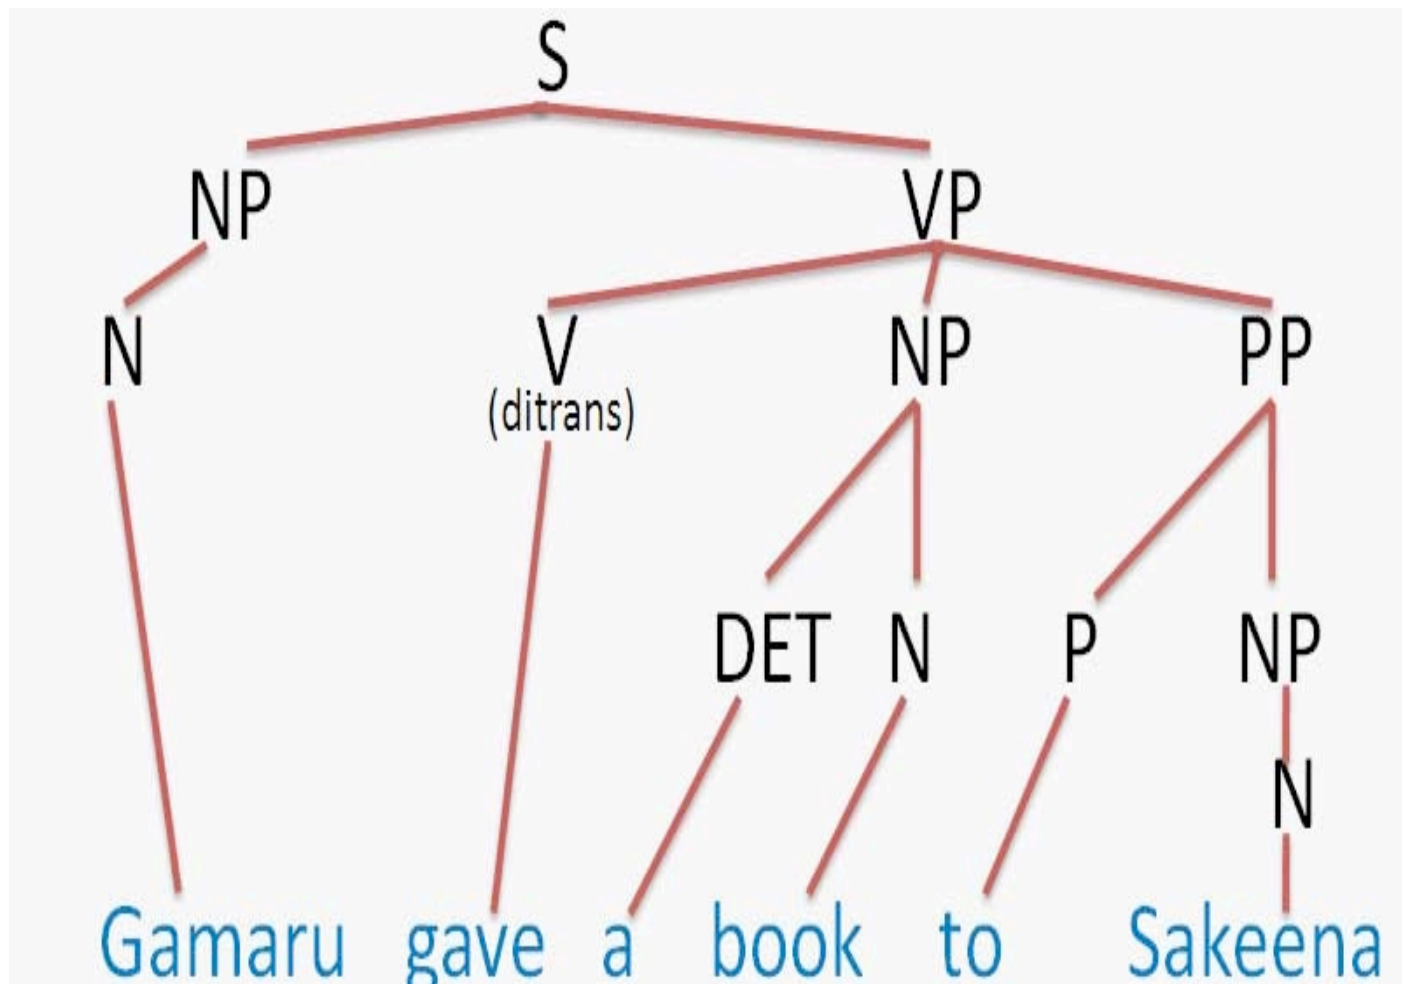 S
NP VP
N V NP PP
(ditrans)
DET N P NP
N
Gamaru gave a book to Sakeena